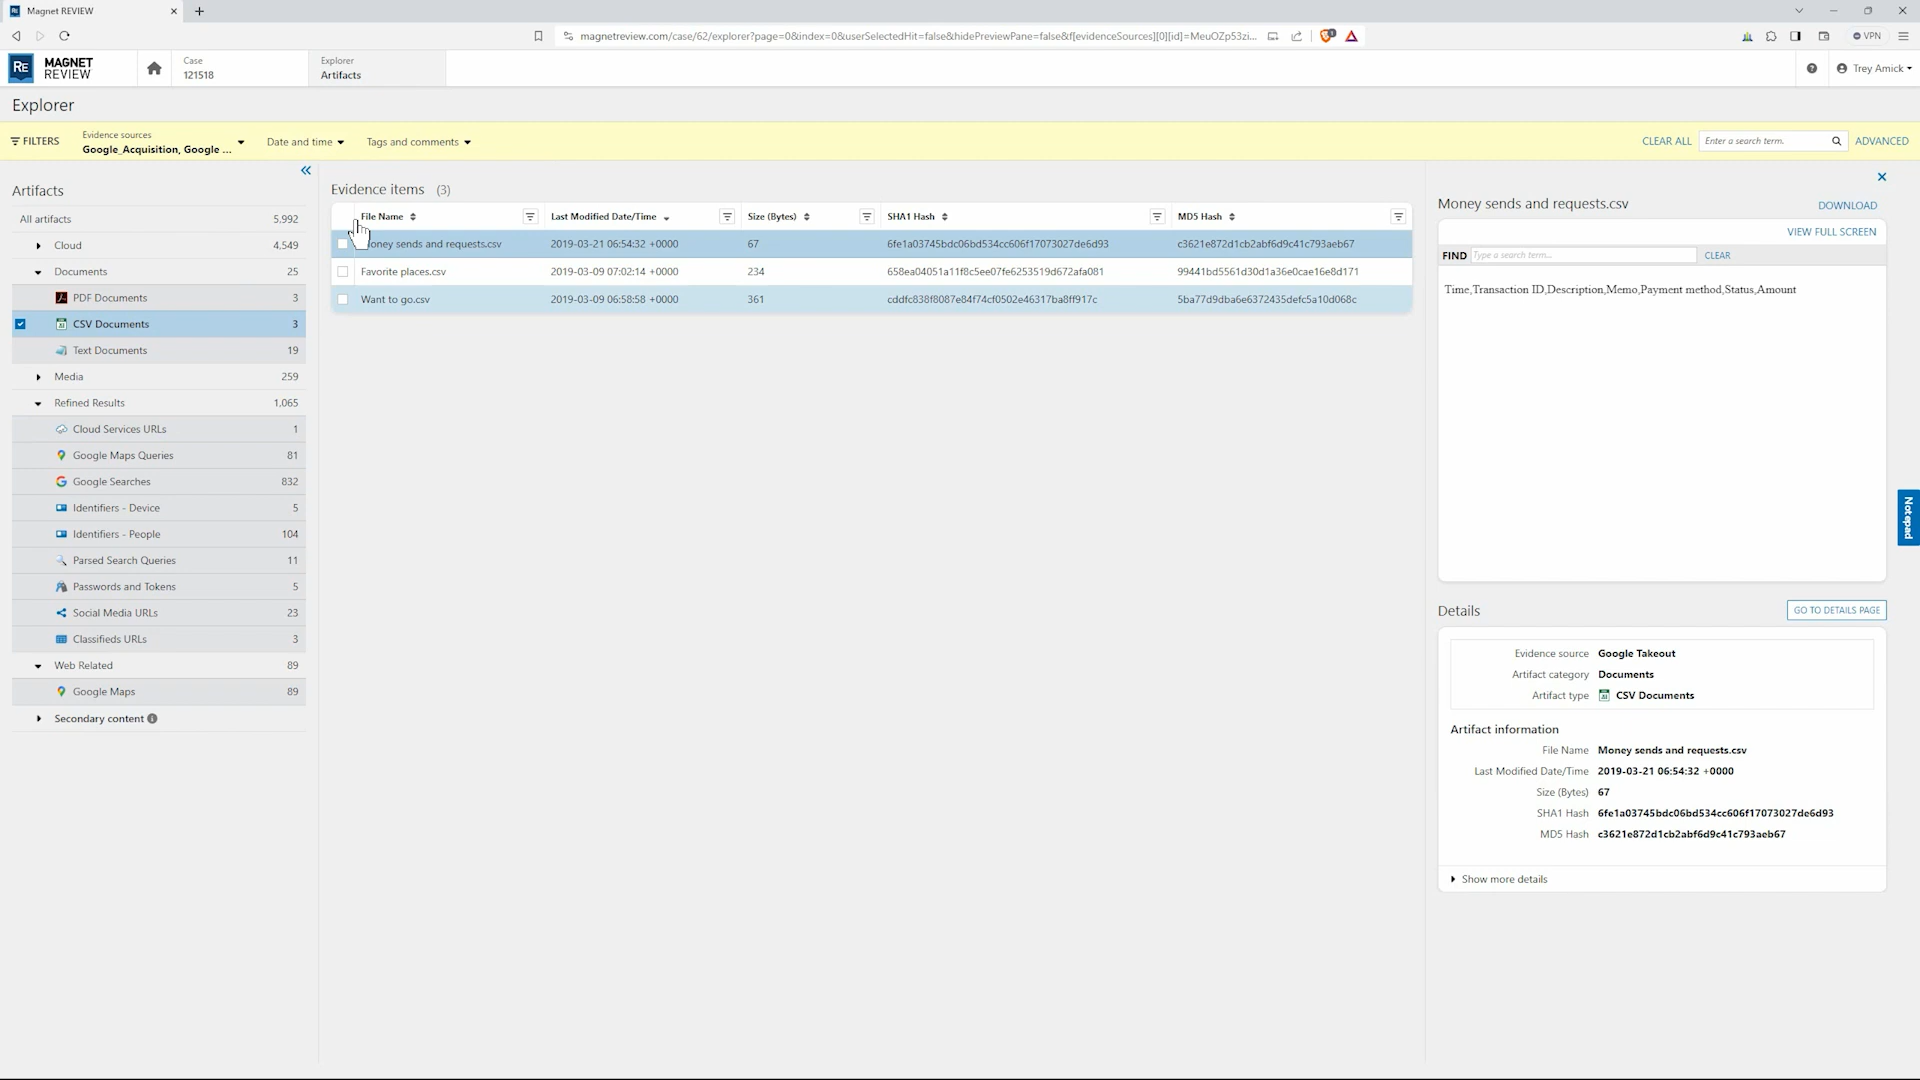 Magnet REVIEW
magnetreview.com/case/62/explorer?page=0&index=0&userSelectedHit=false&hidePreviewPane=false&f[evidenceSources][0][id]=MeuOZp53zi...
VPN
RE MAGNET REVIEW
Case
121518
Explorer
Artifacts
Trey Amick
Explorer
FILTERS
Evidence sources
Google_Acquisition, Google ...
Date and time
Tags and comments
CLEAR ALL
Enter a search term.
ADVANCED
Artifacts
All artifacts 5,992
Cloud 4,549
Documents 25
PDF Documents 3
CSV Documents 3
Text Documents 19
Media 259
Refined Results 1,065
Cloud Services URLs 1
Google Maps Queries 81
Google Searches 832
Identifiers - Device 5
Identifiers - People 104
Parsed Search Queries 11
Passwords and Tokens 5
Social Media URLs 23
Classifieds URLs 3
Web Related 89
Google Maps 89
Secondary content
Evidence items (3)
File Name Last Modified Date/Time Size (Bytes) SHA1 Hash MD5 Hash
oney sends and requests.csv 2019-03-21 06:54:32 +0000 67 6fe1a03745bdc06bd534cc606f17073027de6d93 c3621e872d1cb2abf6d9c41c793aeb67
Favorite places.csv 2019-03-09 07:02:14 +0000 234 658ea04051a11f8c5ee07fe6253519d672afa081 99441bd5561d30d1a36e0cae16e8d171
Want to go.csv 2019-03-09 06:58:58 +0000 361 cddfc838f8087e84f74cf0502e46317ba8ff917c 5ba77d9dba6e6372435defc5a10d068c
Money sends and requests.csv
DOWNLOAD
VIEW FULL SCREEN
FIND Type a search term... CLEAR
Time,Transaction ID,Description,Memo,Payment method,Status,Amount
Notepad
Details
GO TO DETAILS PAGE
Evidence source Google Takeout
Artifact category Documents
Artifact type CSV Documents
Artifact information
File Name Money sends and requests.csv
Last Modified Date/Time 2019-03-21 06:54:32 +0000
Size (Bytes) 67
SHA1 Hash 6fe1a03745bdc06bd534cc606f17073027de6d93
MD5 Hash c3621e872d1cb2abf6d9c41c793aeb67
Show more details